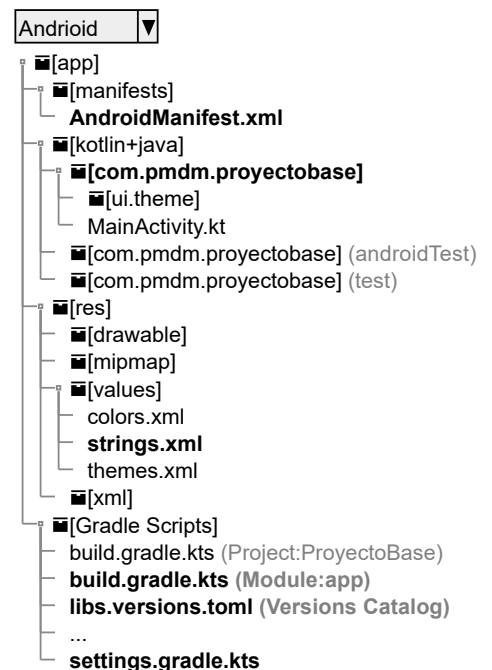 Andrioid
[app]
[manifests]
AndroidManifest.xml
[kotlin+java]
[com.pmdm.proyectobase]
[ui.theme]
MainActivity.kt
[com.pmdm.proyectobase] (androidTest)
[com.pmdm.proyectobase] (test)
[res]
[drawable]
[mipmap]
[values]
colors.xml
strings.xml
themes.xml
[xml]
[Gradle Scripts]
build.gradle.kts (Project:ProyectoBase)
build.gradle.kts (Module:app)
libs.versions.toml (Versions Catalog)
...
settings.gradle.kts